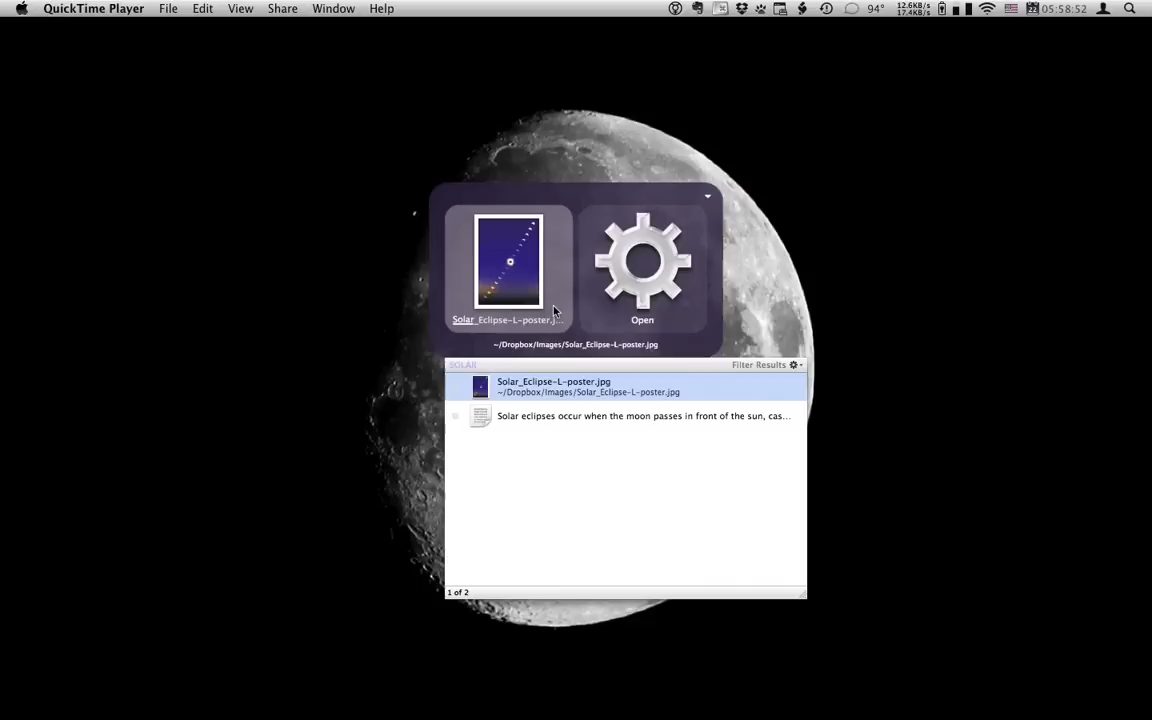 QuickTime Player File Edit View Share Window Help 94° 12.6KB/s 17.4KB/s 22 05:58:52
Solar_Eclipse-L-poster.j... Open
~/Dropbox/Images/Solar_Eclipse-L-poster.jpg
SOLAR Filter Results
Solar_Eclipse-L-poster.jpg
~/Dropbox/Images/Solar_Eclipse-L-poster.jpg
Solar eclipses occur when the moon passes in front of the sun, cas...
1 of 2